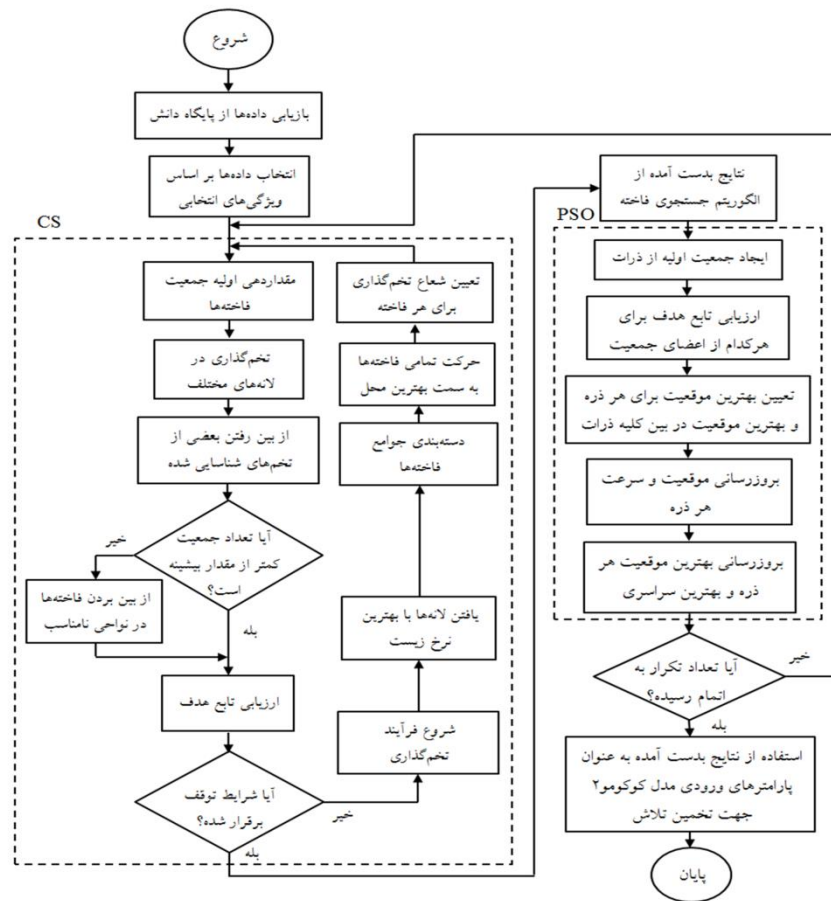 شروع
بازیابی دادهها از پایگاه دانش
انتخاب دادهها بر اساس
ویژگی‌های انتخابی
CS
مقداردهی اولیه جمعیت
فاخته‌ها
تخم‌گذاری در
لانه‌های مختلف
از بین رفتن بعضی از
تخم‌های شناسایی شده
آیا تعداد جمعیت
کمتر از مقدار بیشینه
است؟
خیر
بله
از بین بردن فاخته‌ها
در نواحی نامناسب
ارزیابی تابع هدف
آیا شرایط توقف
برقرار شده؟
خیر
بله
شروع فرآیند
تخم‌گذاری
یافتن لانه‌ها با بهترین
نرخ زیست
دسته‌بندی جوامع
فاخته‌ها
حرکت تمامی فاخته‌ها
به سمت بهترین محل
تعیین شعاع تخم‌گذاری
برای هر فاخته
نتایج بدست آمده از
الگوریتم جستجوی فاخته
PSO
ایجاد جمعیت اولیه از ذرات
ارزیابی تابع هدف برای
هرکدام از اعضای جمعیت
تعیین بهترین موقعیت برای هر ذره
و بهترین موقعیت در بین کلیه ذرات
بروزرسانی موقعیت و سرعت
هر ذره
بروزرسانی بهترین موقعیت هر
ذره و بهترین سراسری
آیا تعداد تکرار به
اتمام رسیده؟
خیر
بله
استفاده از نتایج بدست آمده به عنوان
پارامترهای ورودی مدل کوکومو۲
جهت تخمین تلاش
پایان